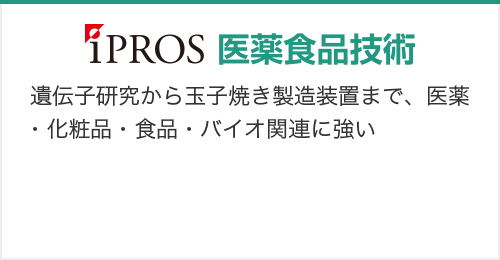 iPROS 医薬食品技術
遺伝子研究から玉子焼き製造装置まで、医薬
・化粧品・食品・バイオ関連に強い